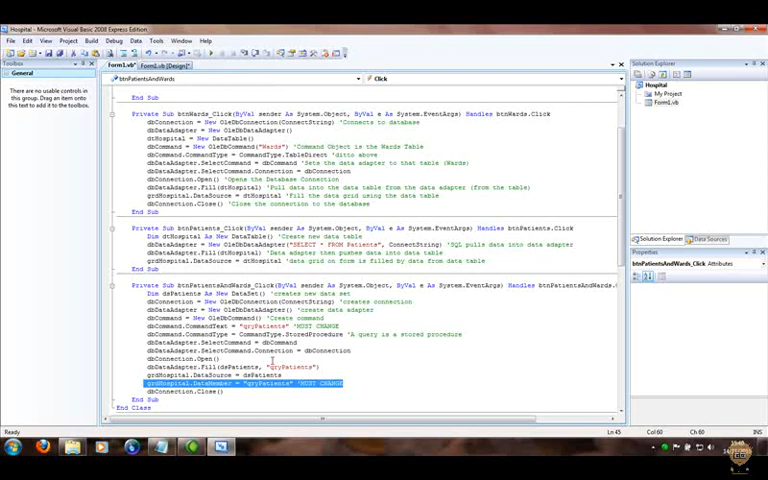 Hospital - Microsoft Visual Basic 2008 Express Edition
File Edit View Project Build Debug Data Tools Window Help
Toolbox
General
There are no usable controls in
this group. Drag an item onto
this text to add it to the toolbox.
Form1.vb* Form1.vb [Design]*
btnPatientsAndWards Click
End Sub
Private Sub btnWards_Click(ByVal sender As System.Object, ByVal e As System.EventArgs) Handles btnWards.Click
dbConnection = New OleDbConnection(ConnectString) 'Connects to database
dbDataAdapter = New OleDbDataAdapter()
dtHospital = New DataTable()
dbCommand = New OleDbCommand("Wards") 'Command Object is the Wards Table
dbCommand.CommandType = CommandType.TableDirect 'ditto above
dbDataAdapter.SelectCommand = dbCommand 'Sets the data adapter to that table (Wards)
dbDataAdapter.SelectCommand.Connection = dbConnection
dbConnection.Open() 'Opens the Database Connection
dbDataAdapter.Fill(dtHospital) 'Pull data into the data table from the data adapter (from the table)
grdHospital.DataSource = dtHospital 'Fill the data grid using the data table
dbConnection.Close() 'Close the connection to the database
End Sub
Private Sub btnPatients_Click(ByVal sender As System.Object, ByVal e As System.EventArgs) Handles btnPatients.Click
Dim dtHospital As New DataTable() 'Create new data table
dbDataAdapter = New OleDbDataAdapter("SELECT * FROM Patients", ConnectString) 'SQL pulls data into data adapter
dbDataAdapter.Fill(dtHospital) 'Data adapter then pushes data into data table
grdHospital.DataSource = dtHospital 'data grid on form is filled by data from data table
End Sub
Private Sub btnPatientsAndWards_Click(ByVal sender As System.Object, ByVal e As System.EventArgs) Handles btnPatientsAndWards.
Dim dsPatients As New DataSet() 'creates new data set
dbConnection = New OleDbConnection(ConnectString) 'creates connection
dbDataAdapter = New OleDbDataAdapter() 'create data adapter
dbCommand = New OleDbCommand() 'Create command
dbCommand.CommandText = "qryPatients" 'MUST CHANGE
dbCommand.CommandType = CommandType.StoredProcedure 'A query is a stored procedure
dbDataAdapter.SelectCommand = dbCommand
dbDataAdapter.SelectCommand.Connection = dbConnection
dbConnection.Open()
dbDataAdapter.Fill(dsPatients, "qryPatients")
grdHospital.DataSource = dsPatients
grdHospital.DataMember = "qryPatients" 'MUST CHANGE
dbConnection.Close()
End Sub
End Class
Solution Explorer
Hospital
My Project
Form1.vb
Solution Explorer Data Sources
Properties
btnPatientsAndWards_Click Attributes
Ready Ln 45 Col 60 Ch 60 INS